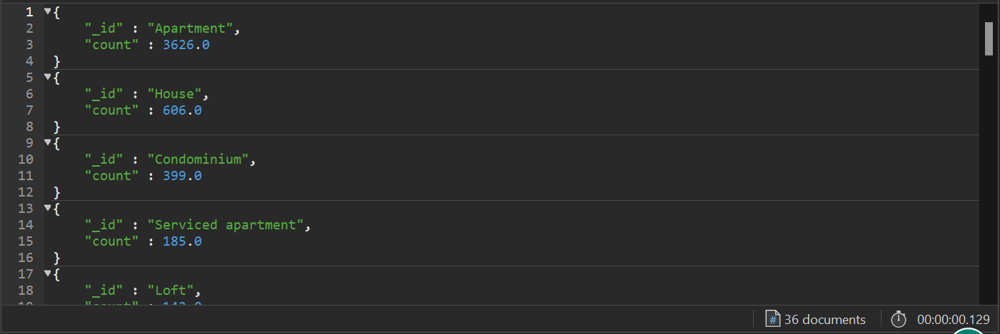 1 {
2 "_id" : "Apartment",
3 "count" : 3626.0
4 }
5 {
6 "_id" : "House",
7 "count" : 606.0
8 }
9 {
10 "_id" : "Condominium",
11 "count" : 399.0
12 }
13 {
14 "_id" : "Serviced apartment",
15 "count" : 185.0
16 }
17 {
18 "_id" : "Loft",
# 36 documents 00:00:00.129